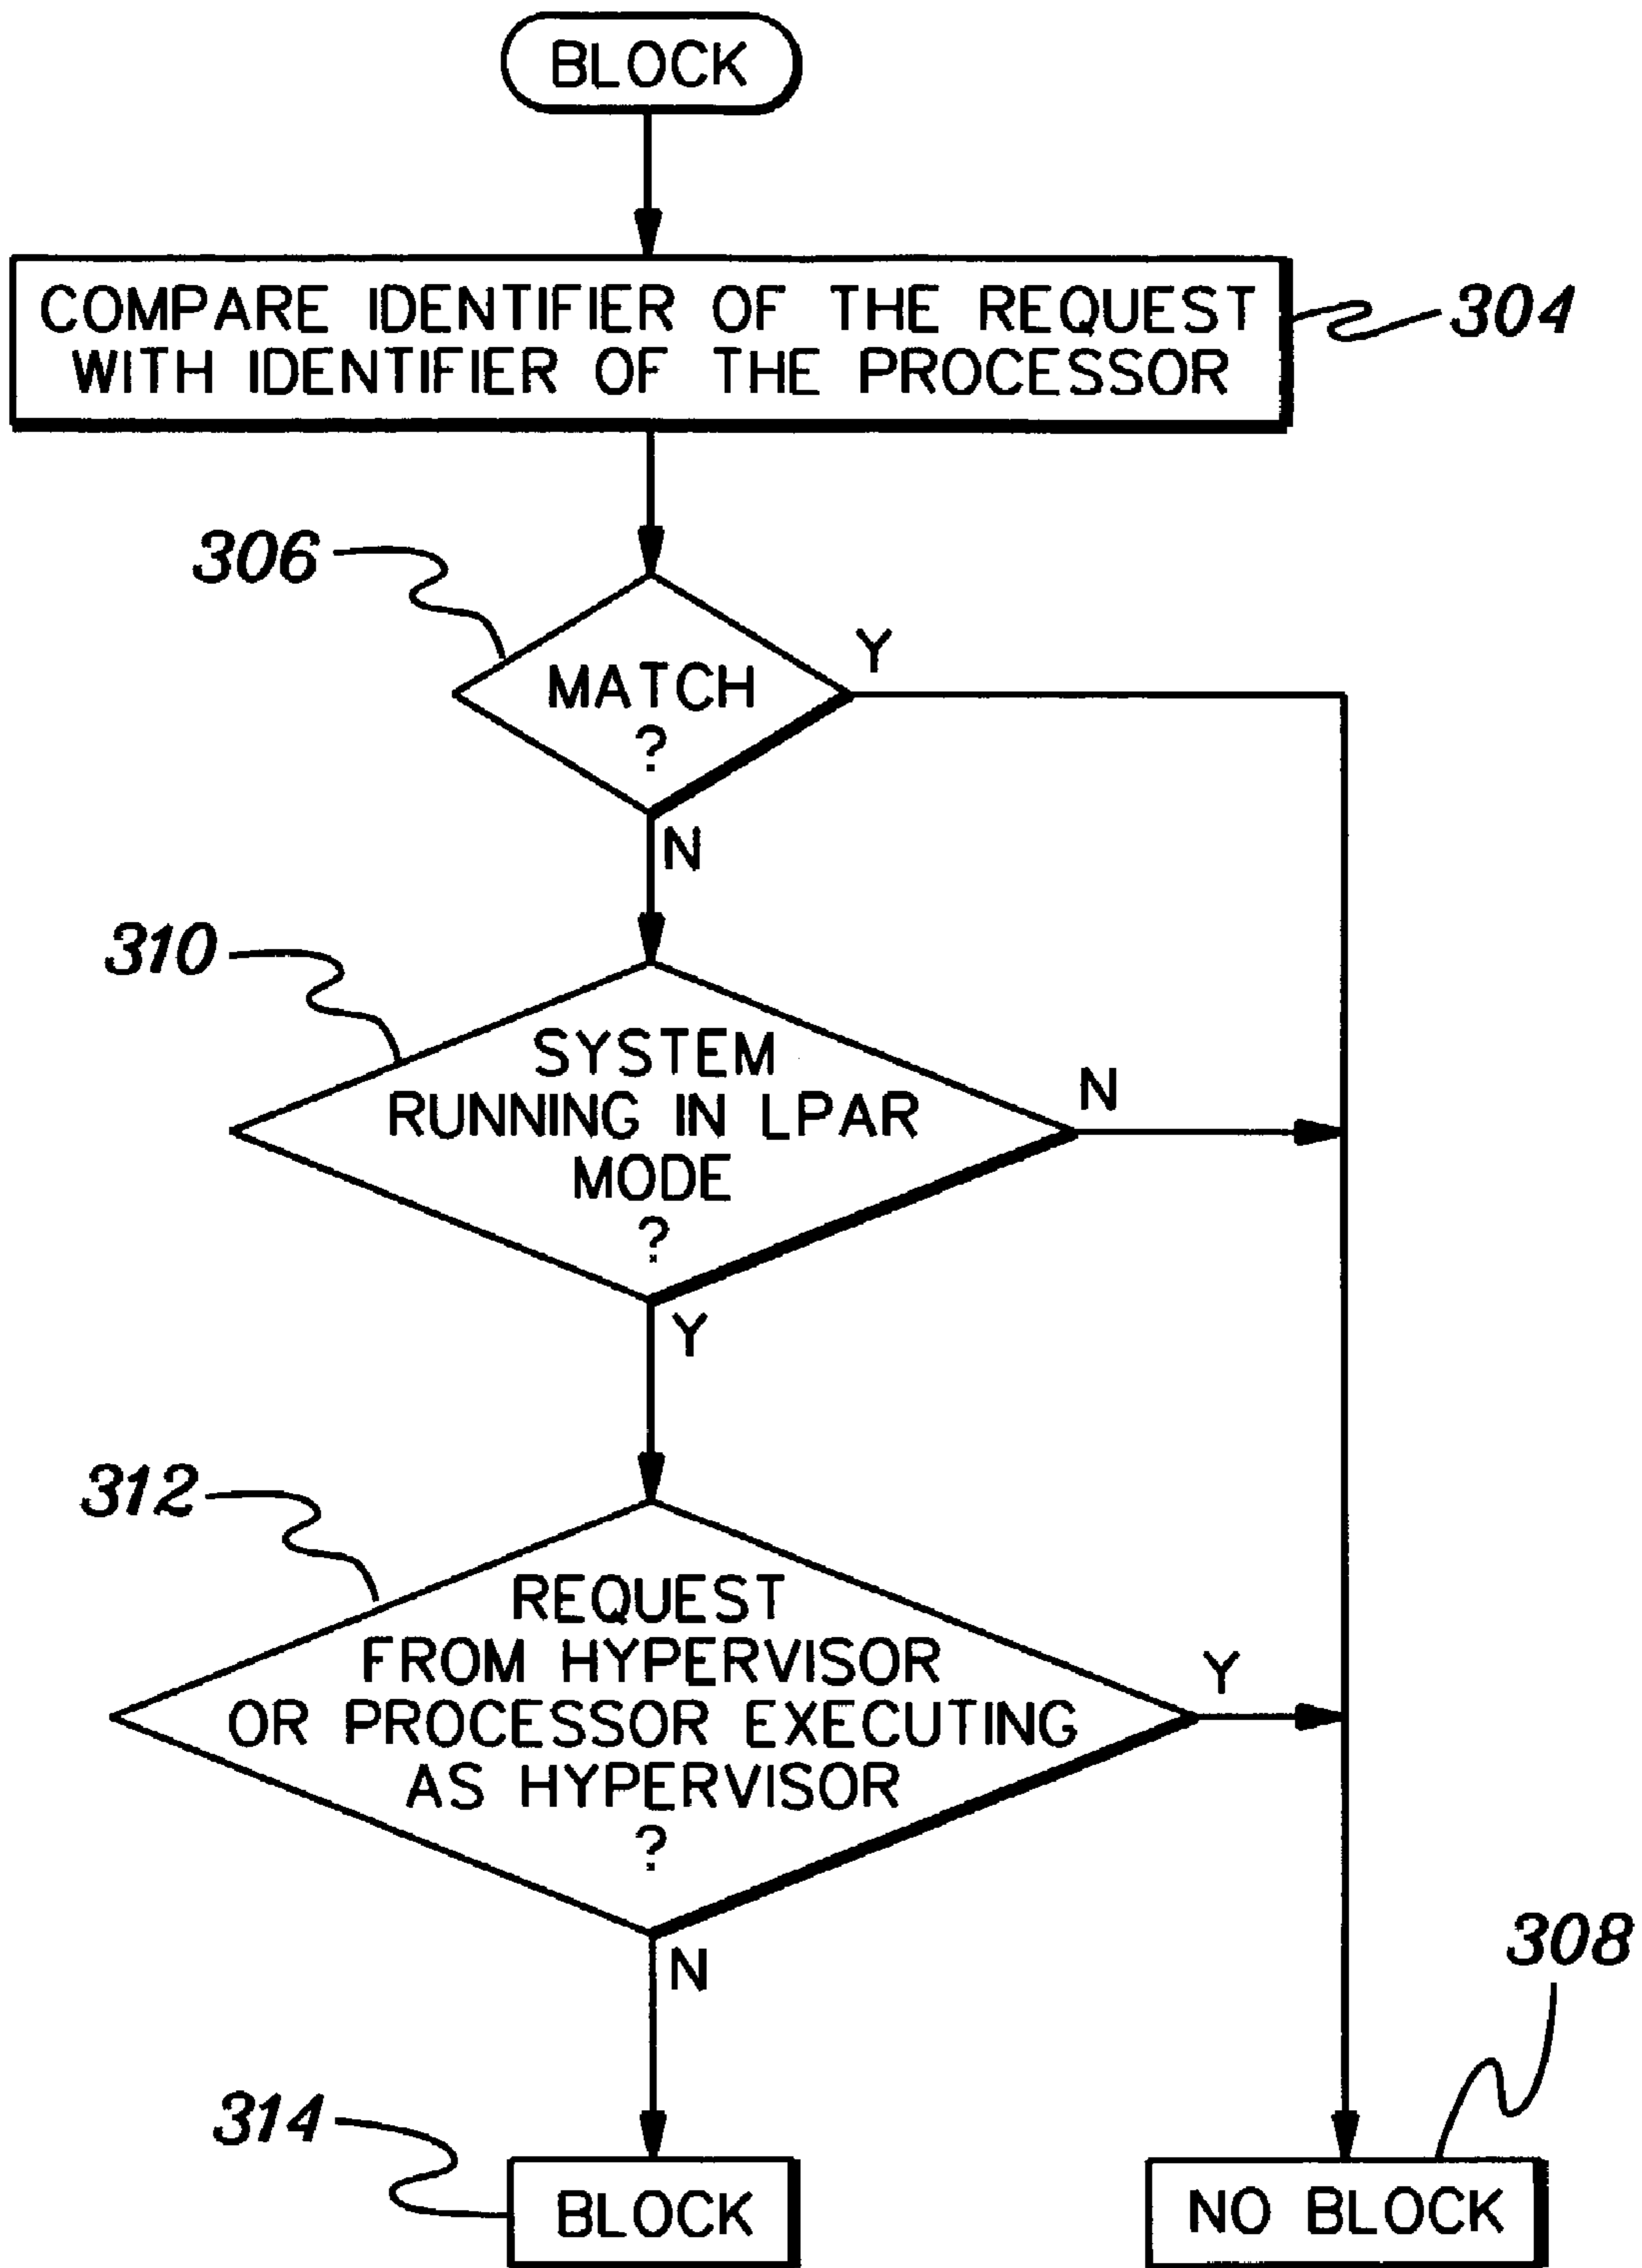 BLOCK
COMPARE IDENTIFIER OF THE REQUEST
WITH IDENTIFIER OF THE PROCESSOR
304
306
MATCH
?
Y
N
310
SYSTEM
RUNNING IN LPAR
MODE
?
N
Y
312
REQUEST
FROM HYPERVISOR
OR PROCESSOR EXECUTING
AS HYPERVISOR
?
Y
N
308
314
BLOCK
NO BLOCK